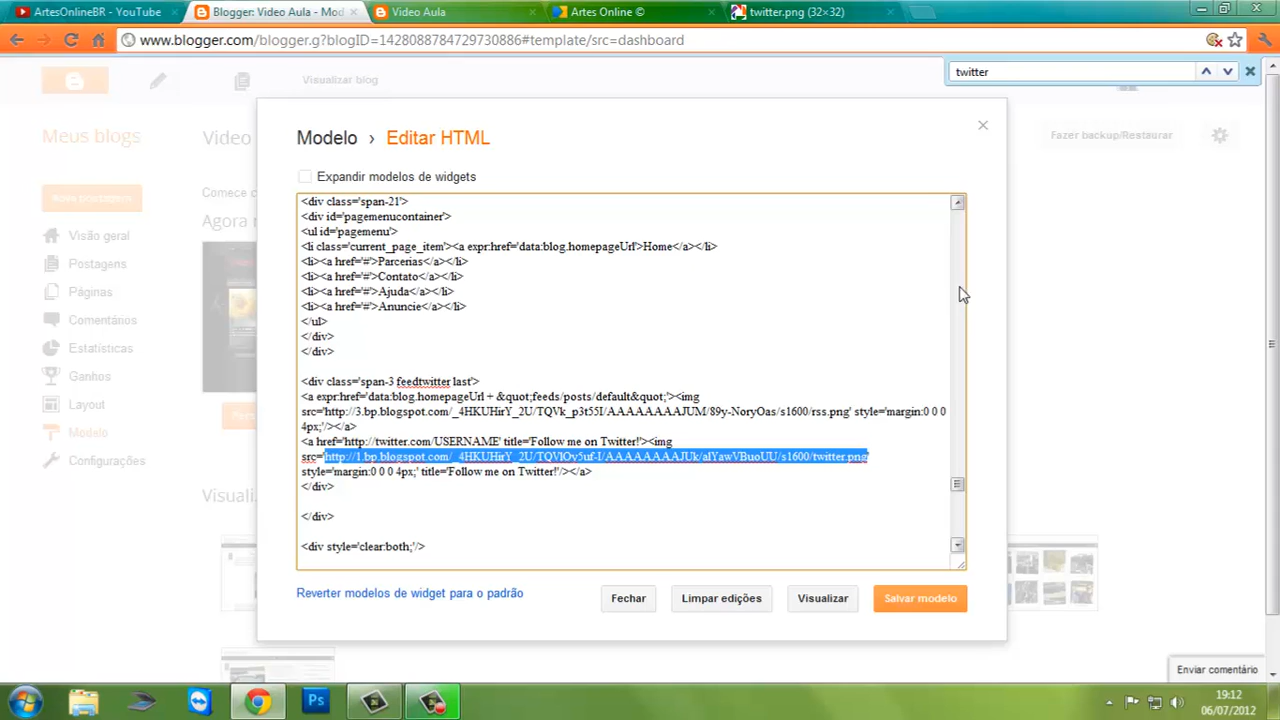 ArtesOnlineBR - YouTube
Blogger: Video Aula - Mod
Video Aula
Artes Online ©
twitter.png (32×32)
www.blogger.com/blogger.g?blogID=1428088784729730886#template/src=dashboard
twitter
Visualizar blog
Meus blogs
Video
Fazer backup/Restaurar
Modelo › Editar HTML
Expandir modelos de widgets
Nova postagem
Comece
Agora
Visão geral
Postagens
Páginas
Comentários
Estatísticas
Ganhos
Layout
Modelo
Configurações
Visuali
<div class='span-21'>
<div id='pagemenucontainer'>
<ul id='pagemenu'>
<li class='current_page_item'><a expr:href='data:blog.homepageUrl'>Home</a></li>
<li><a href='#'>Parcerias</a></li>
<li><a href='#'>Contato</a></li>
<li><a href='#'>Ajuda</a></li>
<li><a href='#'>Anuncie</a></li>
</ul>
</div>
</div>
<div class='span-3 feedtwitter last'>
<a expr:href='data:blog.homepageUrl + &quot;feeds/posts/default&quot;'><img
src='http://3.bp.blogspot.com/_4HKUHirY_2U/TQVk_p3t55I/AAAAAAAAJUM/89y-NoryOas/s1600/rss.png' style='margin:0 0 0
4px;'/></a>
<a href='http://twitter.com/USERNAME' title='Follow me on Twitter!'><img
src='http://1.bp.blogspot.com/_4HKUHirY_2U/TQVlOv5uf-I/AAAAAAAAJUk/alYawVBuoUU/s1600/twitter.png'
style='margin:0 0 0 4px;' title='Follow me on Twitter!'/></a>
</div>
</div>
<div style='clear:both;'/>
Reverter modelos de widget para o padrão
Fechar
Limpar edições
Visualizar
Salvar modelo
Enviar comentário
Ps
19:12
06/07/2012